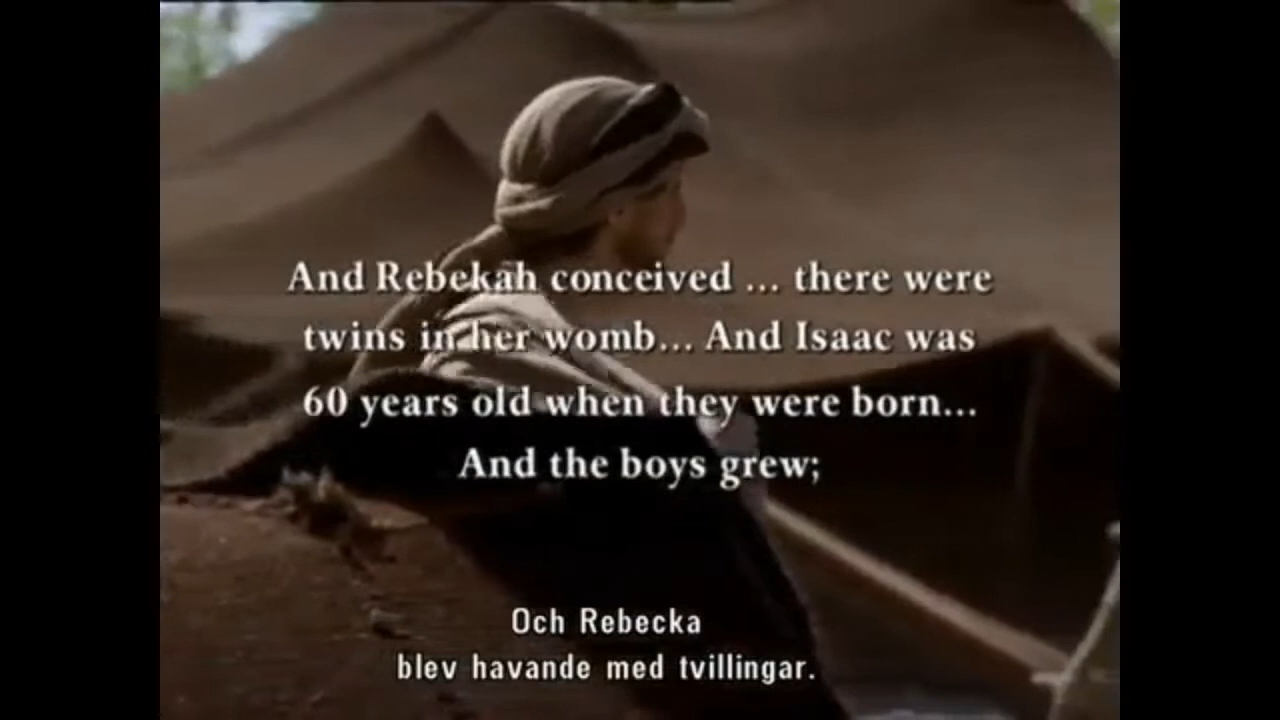 And Rebekah conceived ... there were
twins in her womb... And Isaac was
60 years old when they were born...
And the boys grew;
Och Rebecka
blev havande med tvillingar.